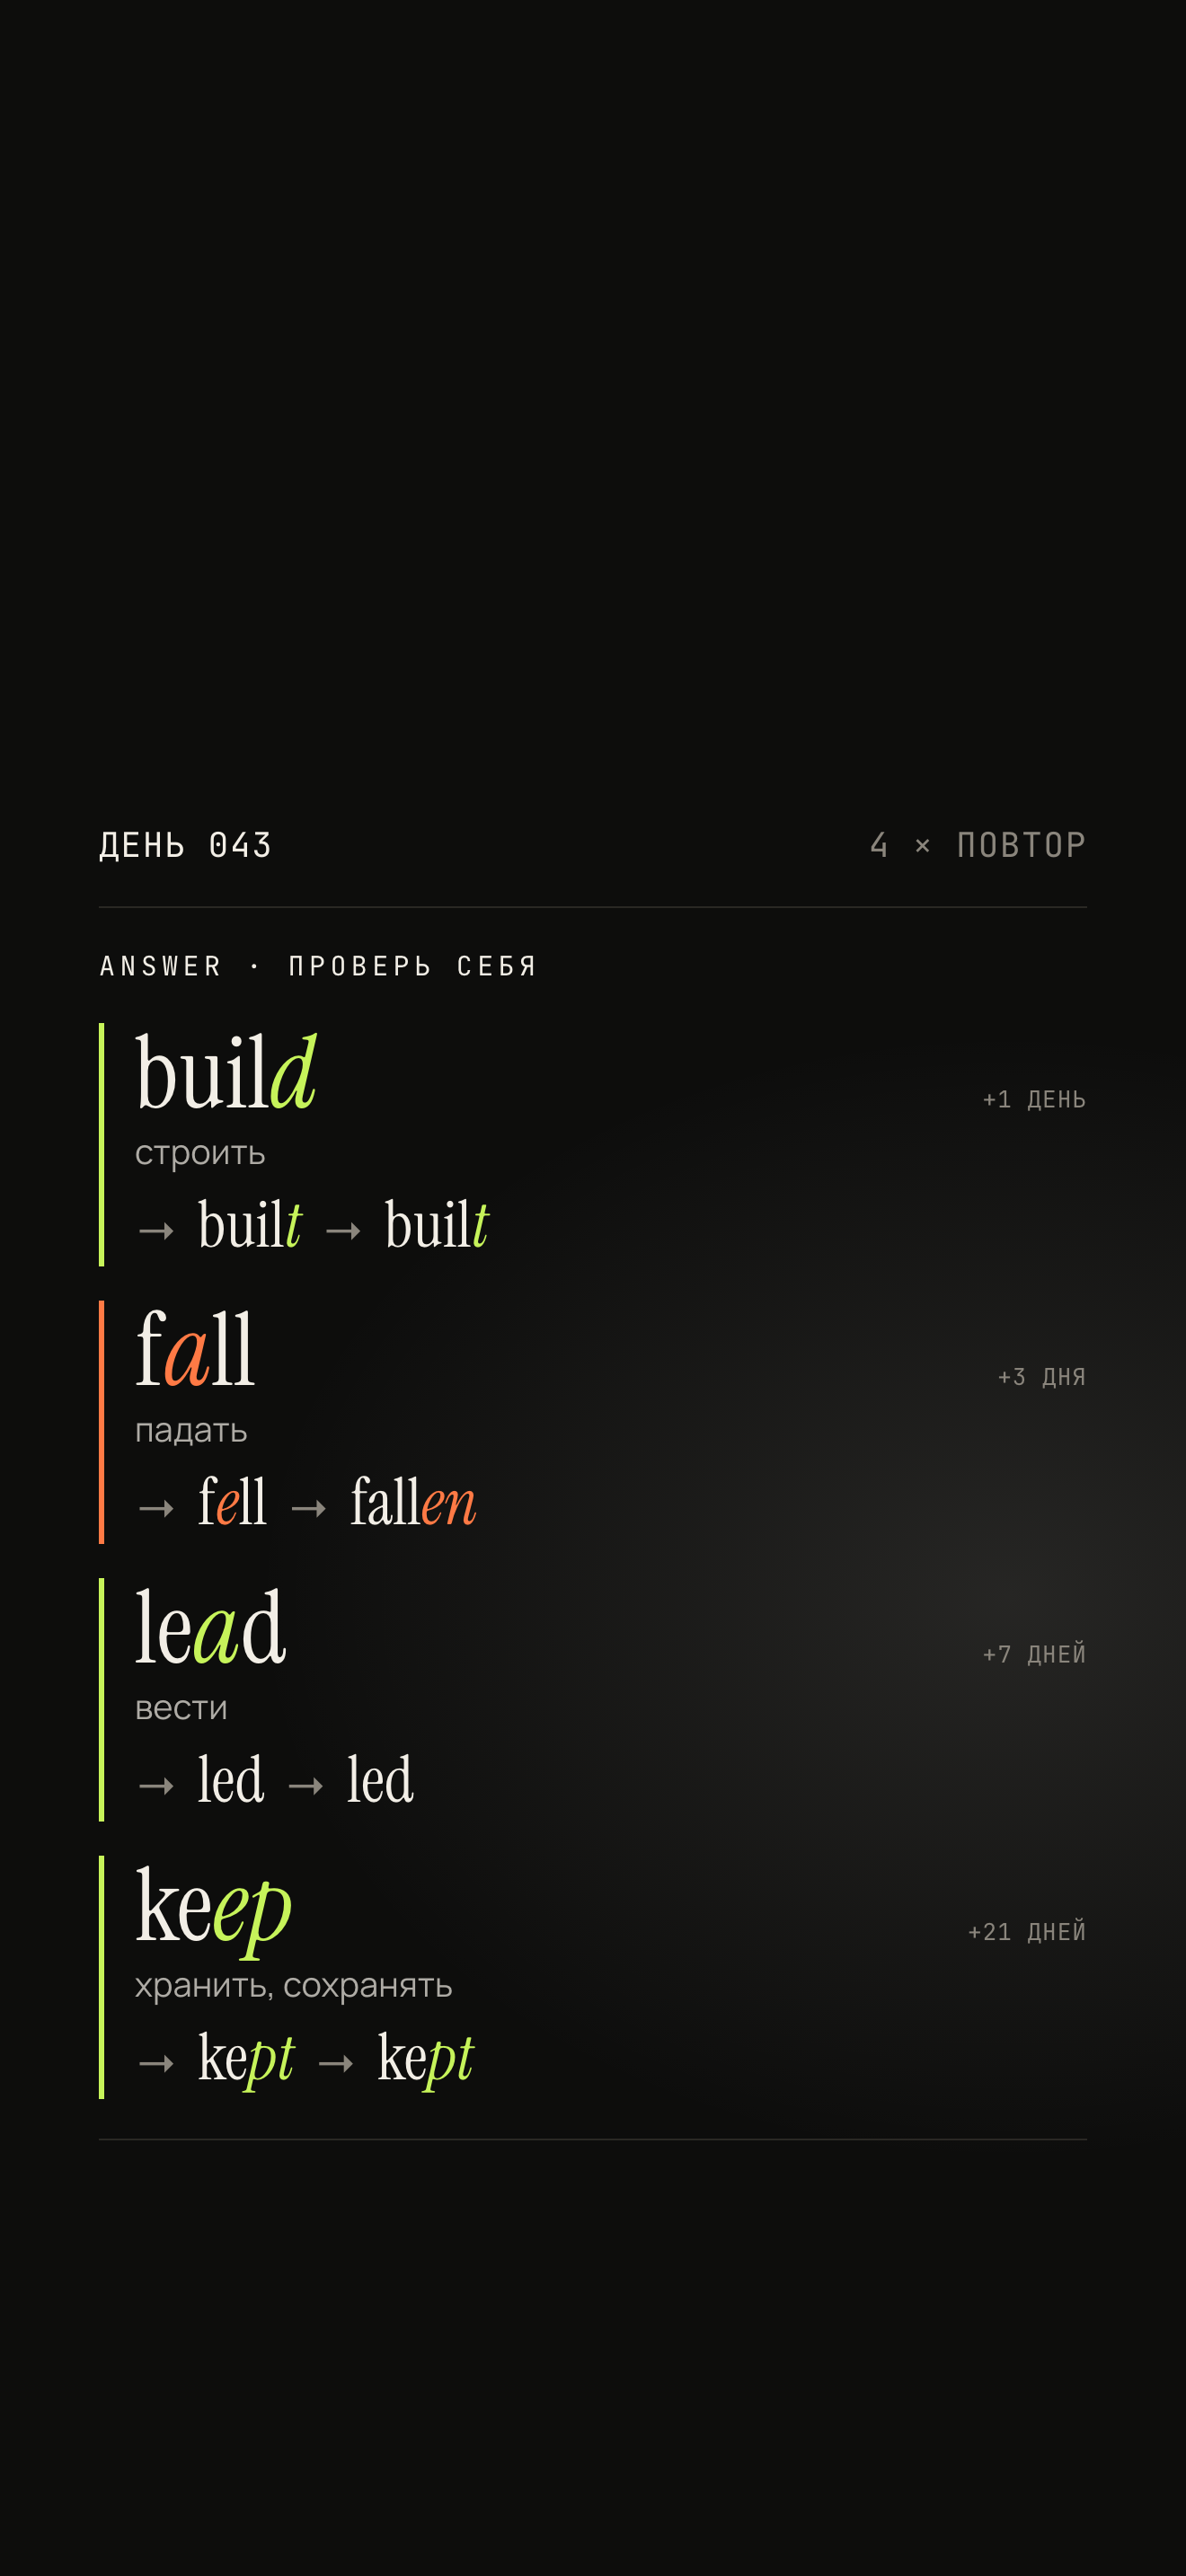 ДЕНЬ 043 4 × ПОВТОР
ANSWER · ПРОВЕРЬ СЕБЯ
build +1 ДЕНЬ
строить
→ built → built
fall +3 ДНЯ
падать
→ fell → fallen
lead +7 ДНЕЙ
вести
→ led → led
keep +21 ДНЕЙ
хранить, сохранять
→ kept → kept